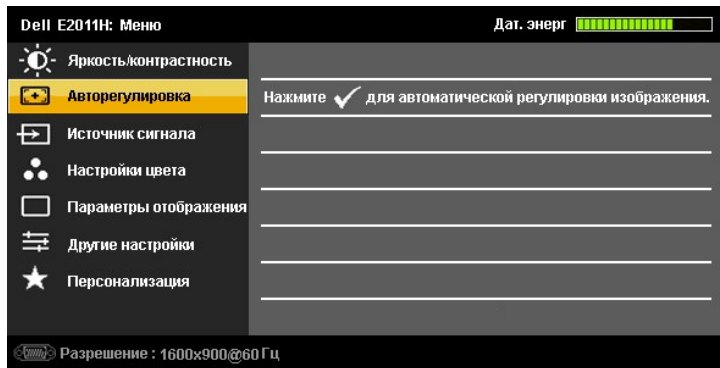 Dell E2011H: Меню
Дат. энерг
Яркость/контрастность
Авторегулировка
Нажмите для автоматической регулировки изображения.
Источник сигнала
Настройки цвета
Параметры отображения
Другие настройки
Персонализация
Разрешение : 1600x900@60 Гц